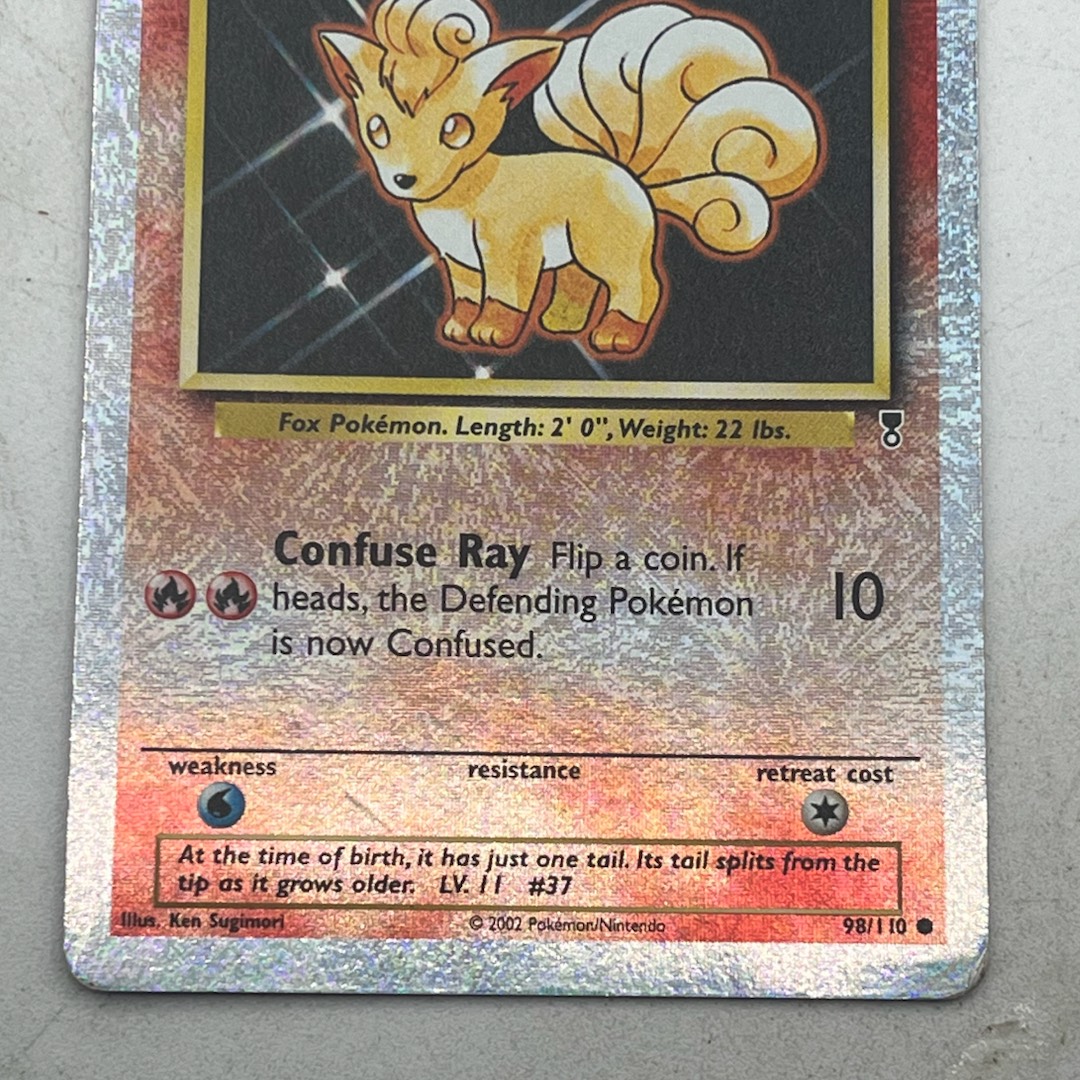 Fox Pokémon. Length: 2' 0", Weight: 22 lbs.
Confuse Ray Flip a coin. If
heads, the Defending Pokémon
is now Confused.
10
weakness resistance retreat cost
At the time of birth, it has just one tail. Its tail splits from the
tip as it grows older. LV. 11 #37
Illus. Ken Sugimori © 2002 Pokémon/Nintendo 98/110